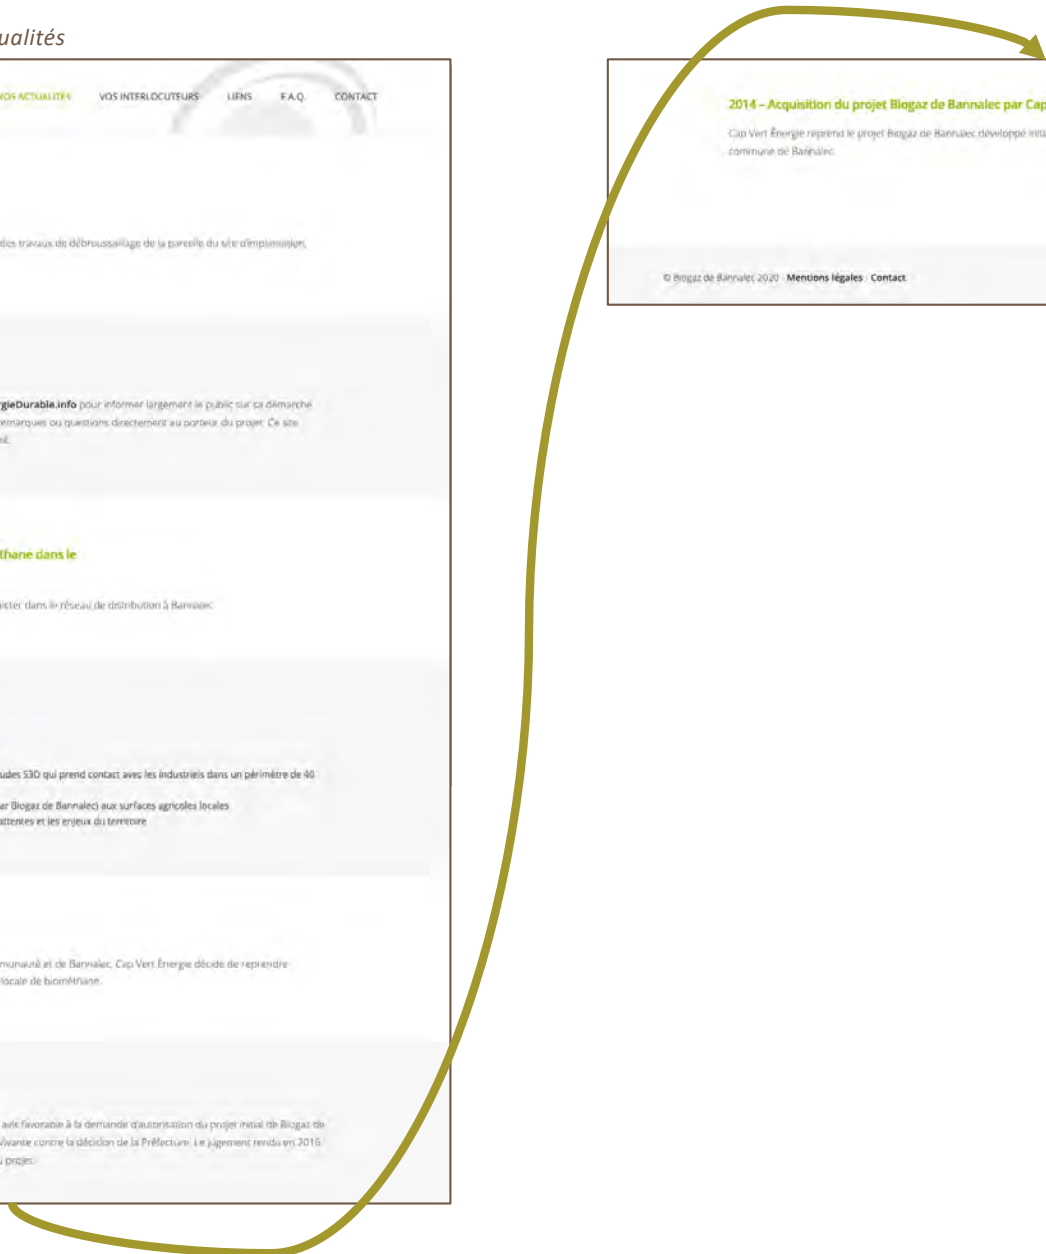 ualités
NOS ACTUALITÉS VOS INTERLOCUTEURS LIENS F.A.Q. CONTACT
des travaux de débroussaillage de la parcelle du site d'implantation.
rgieDurable.info pour informer largement le public sur sa démarche
remarques ou questions directement au porteur du projet. Ce site
thane dans le
ecter dans le réseau de distribution à Bannalec.
udes S3D qui prend contact avec les industriels dans un périmètre de 40
ar Biogaz de Bannalec) aux surfaces agricoles locales
attentes et les enjeux du territoire
munauté et de Bannalec, Cap Vert Énergie décide de reprendre
locale de biométhane.
avis favorable à la demande d'autorisation du projet initial de Biogaz de
Vivante contre la décision de la Préfecture. Le jugement rendu en 2016
u projet.
2014 – Acquisition du projet Biogaz de Bannalec par Cap
Cap Vert Énergie reprend le projet Biogaz de Bannalec développé initia
commune de Bannalec.
© Biogaz de Bannalec 2020 - Mentions légales - Contact